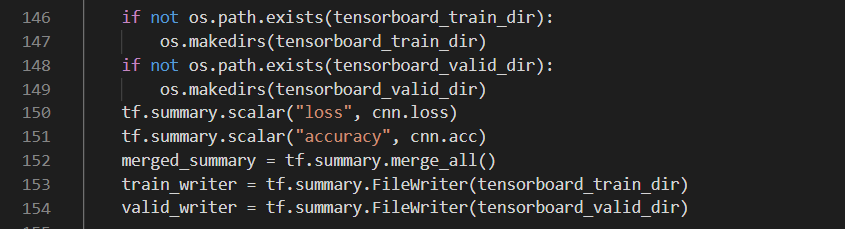 146 if not os.path.exists(tensorboard_train_dir):
147 os.makedirs(tensorboard_train_dir)
148 if not os.path.exists(tensorboard_valid_dir):
149 os.makedirs(tensorboard_valid_dir)
150 tf.summary.scalar("loss", cnn.loss)
151 tf.summary.scalar("accuracy", cnn.acc)
152 merged_summary = tf.summary.merge_all()
153 train_writer = tf.summary.FileWriter(tensorboard_train_dir)
154 valid_writer = tf.summary.FileWriter(tensorboard_valid_dir)